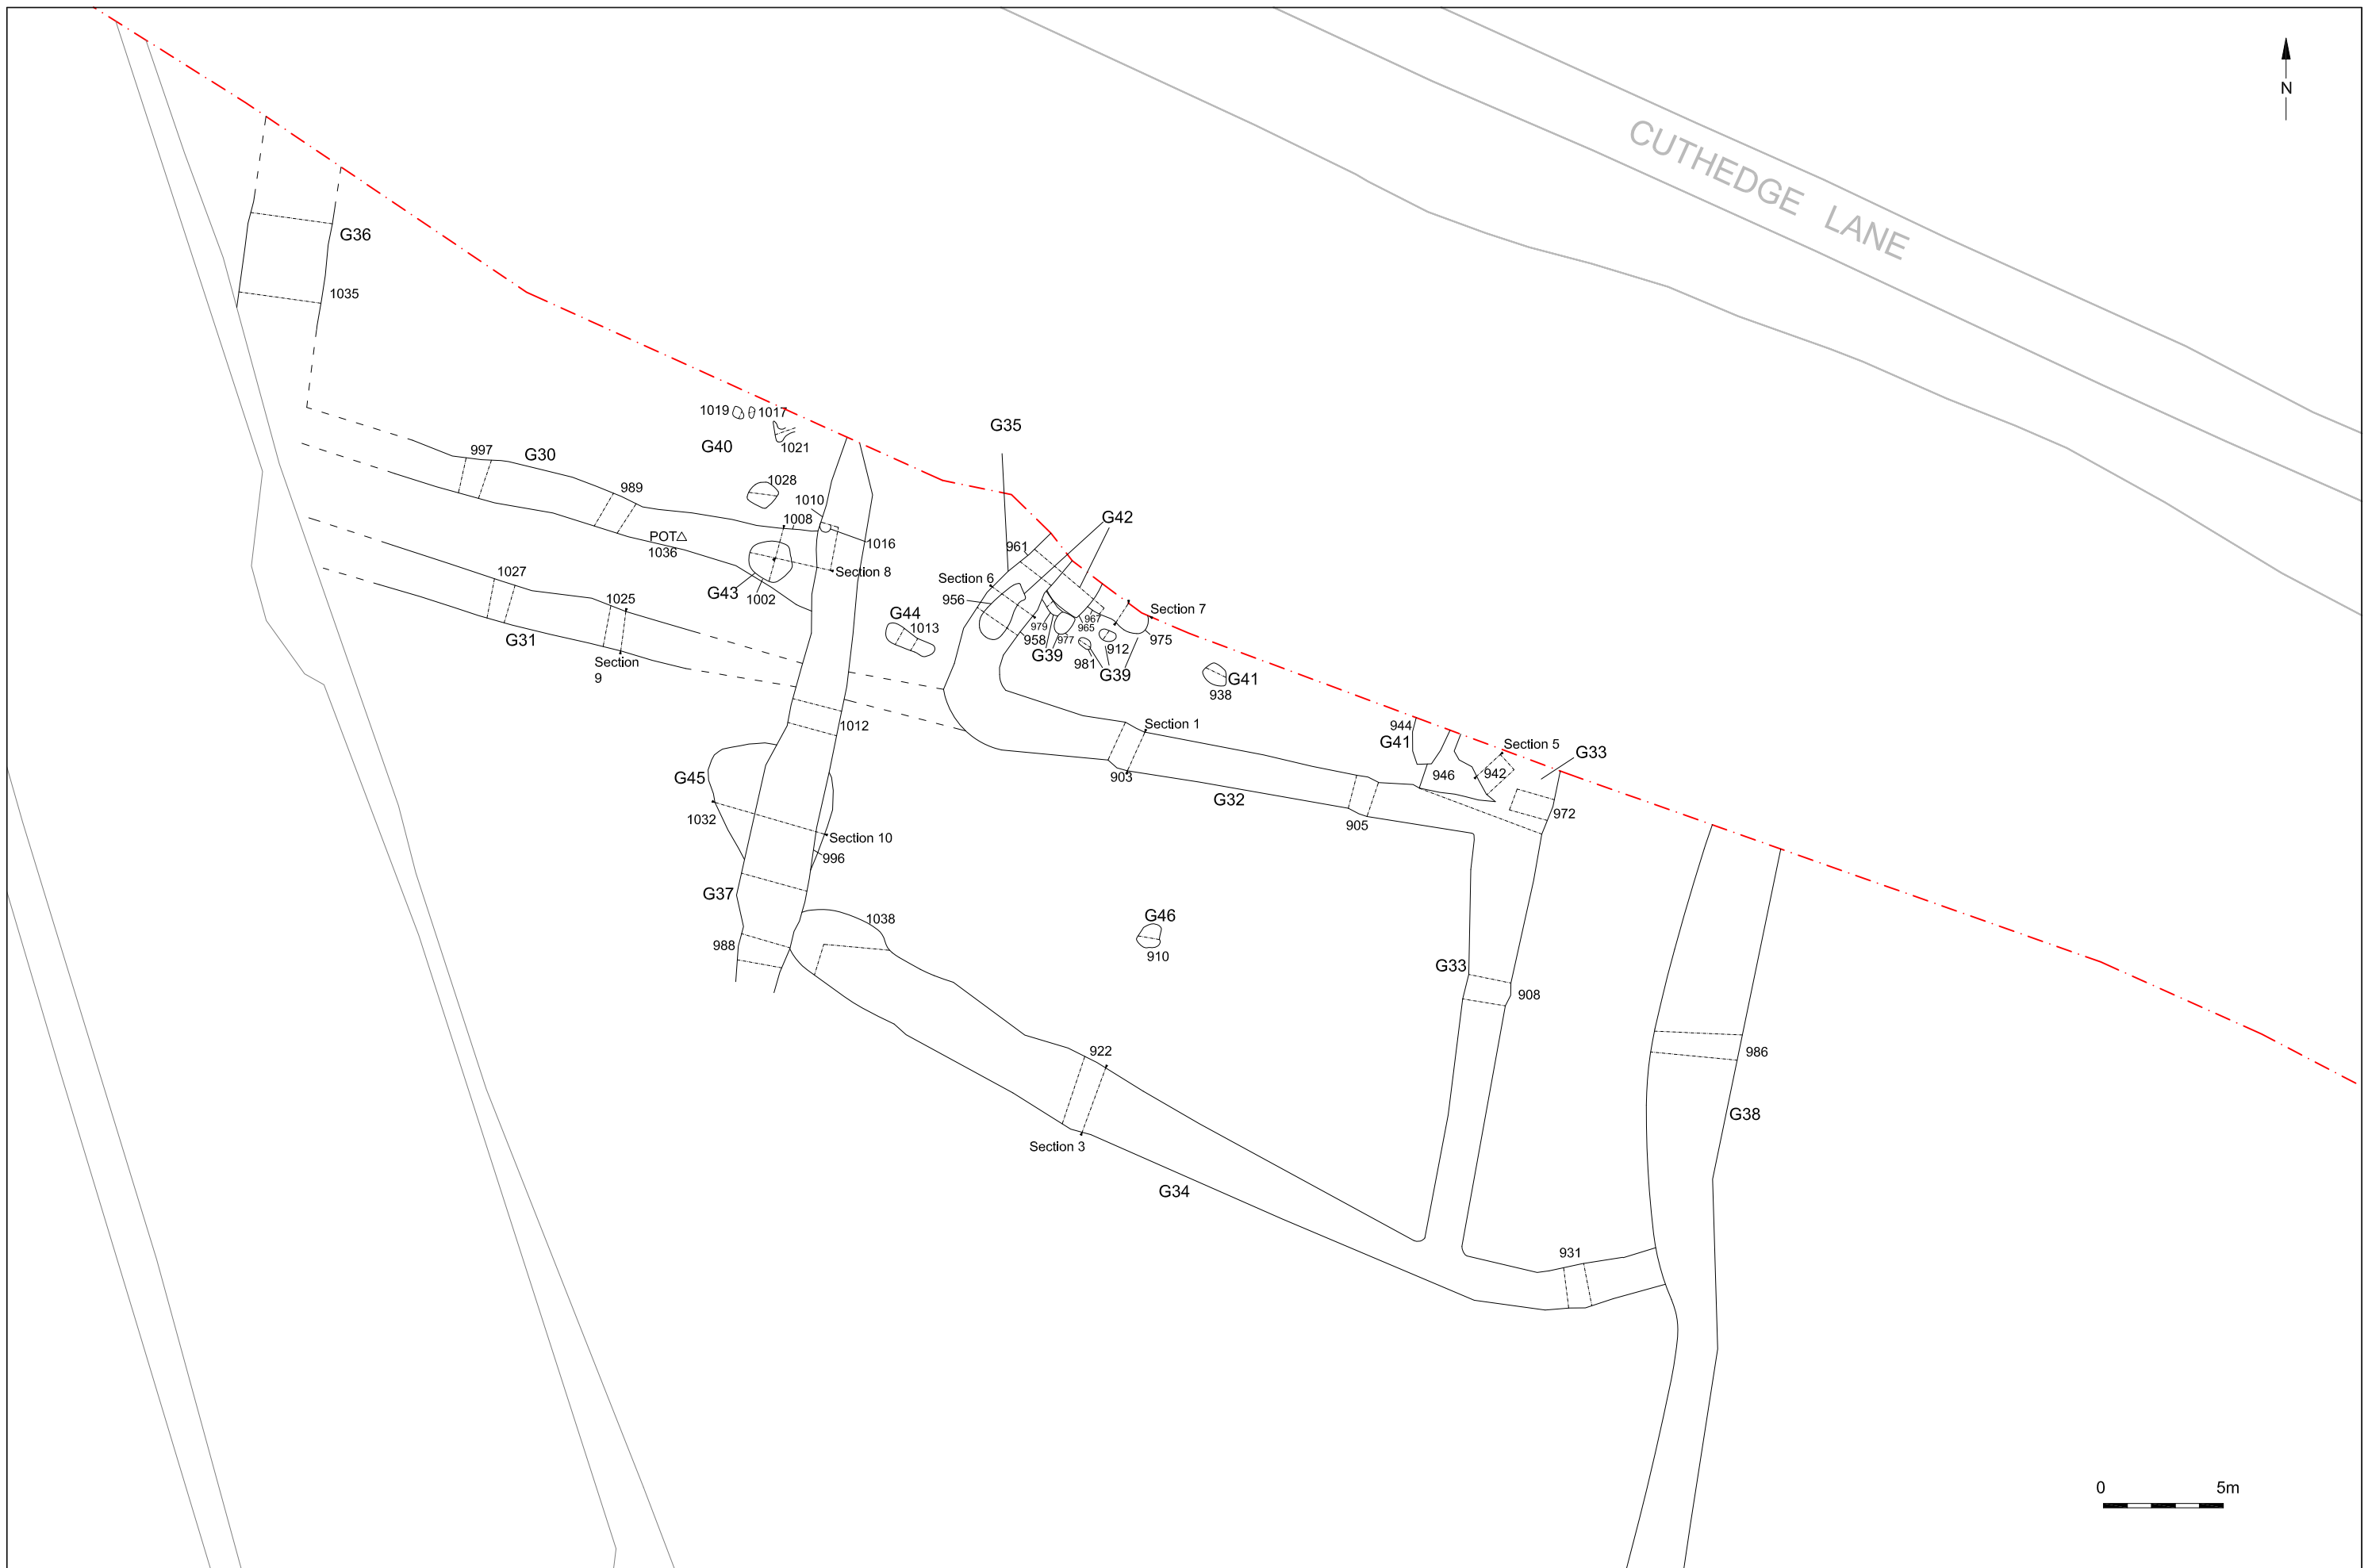 N
CUTHEDGE LANE
G36
1035
1019
1017
1021
G40
G35
997
G30
989
1028
1010
1008
POT△
1036
1016
Section 8
G43
1002
G42
961
Section 6
956
979
958
967
965
977
G39
981
912
G39
Section 7
975
1027
1025
G31
Section
9
G44
1013
G41
938
Section 1
903
G32
944
G41
946
942
Section 5
G33
972
905
1012
G45
1032
Section 10
996
G37
988
1038
G46
910
G33
908
922
Section 3
G34
986
G38
931
0 5m